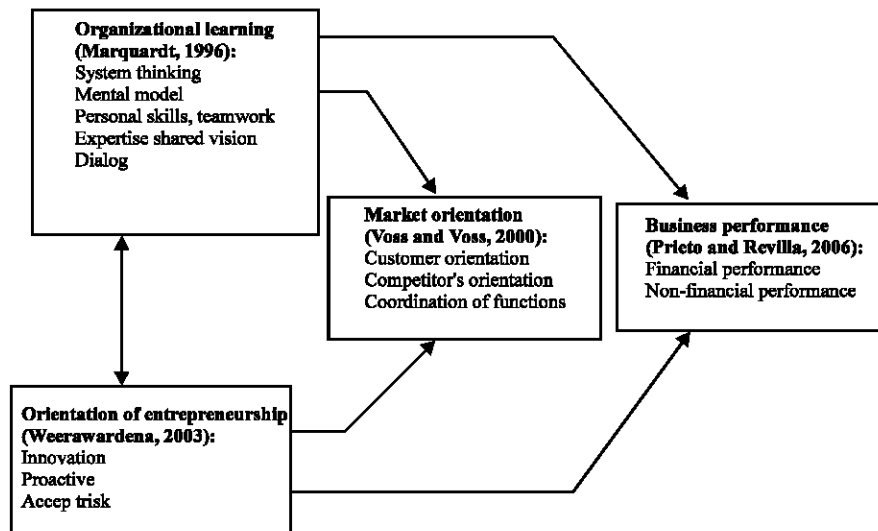 Organizational learning
(Marquardt, 1996):
System thinking
Mental model
Personal skills, teamwork
Expertise shared vision
Dialog
Market orientation
(Voss and Voss, 2000):
Customer orientation
Competitor's orientation
Coordination of functions
Business performance
(Prieto and Revilla, 2006):
Financial performance
Non-financial performance
Orientation of entrepreneurship
(Weerawardena, 2003):
Innovation
Proactive
Accep trisk